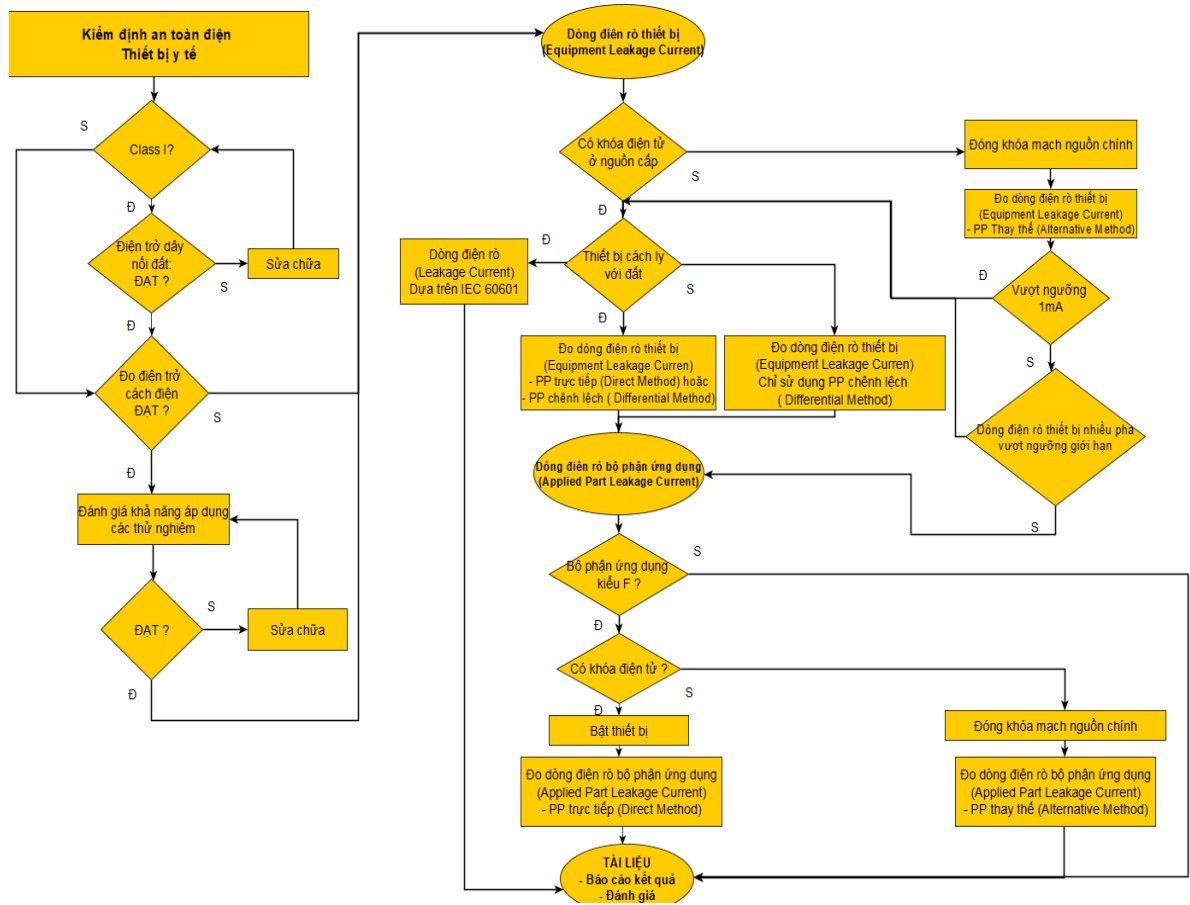 Kiểm định an toàn điện
Thiết bị y tế
S
Class I?
Đ
Điện trở dây
nối đất:
ĐẠT ?
S
Sửa chữa
Đ
Đo điện trở
cách điện
ĐẠT ?
S
Đ
Đánh giá khả năng áp dụng
các thử nghiệm
ĐẠT ?
S
Sửa chữa
Đ
Dòng điên rò thiết bị
(Equipment Leakage Current)
Có khóa điện tử
ở nguồn cấp
S
Đ
Đóng khóa mạch nguồn chính
Đo dòng điện rò thiết bị
(Equipment Leakage Current)
- PP Thay thế (Alternative Method)
Đ
Vượt ngưỡng
1mA
S
Dòng điện rò thiết bị nhiều pha
vượt ngưỡng giới hạn
S
Thiết bị cách ly
với đất
Đ
S
Đ
Dòng điện rò
(Leakage Current)
Dựa trên IEC 60601
Đo dòng điện rò thiết bị
(Equipment Leakage Curren)
- PP trực tiếp (Direct Method) hoặc
- PP chênh lệch ( Differential Method)
Đo dòng điện rò thiết bị
(Equipment Leakage Curren)
Chỉ sử dụng PP chênh lệch
( Differential Method)
Dòng điên rò bộ phận ứng dụng
(Applied Part Leakage Current)
Bộ phận ứng dụng
kiểu F ?
S
Đ
Có khóa điện tử ?
S
Đ
Bật thiết bị
Đo dòng điện rò bộ phận ứng dụng
(Applied Part Leakage Current)
- PP trực tiếp (Direct Method)
Đóng khóa mạch nguồn chính
Đo dòng điện rò bộ phận ứng dụng
(Applied Part Leakage Current)
- PP thay thế (Alternative Method)
TÀI LIỆU
- Báo cáo kết quả
- Đánh giá